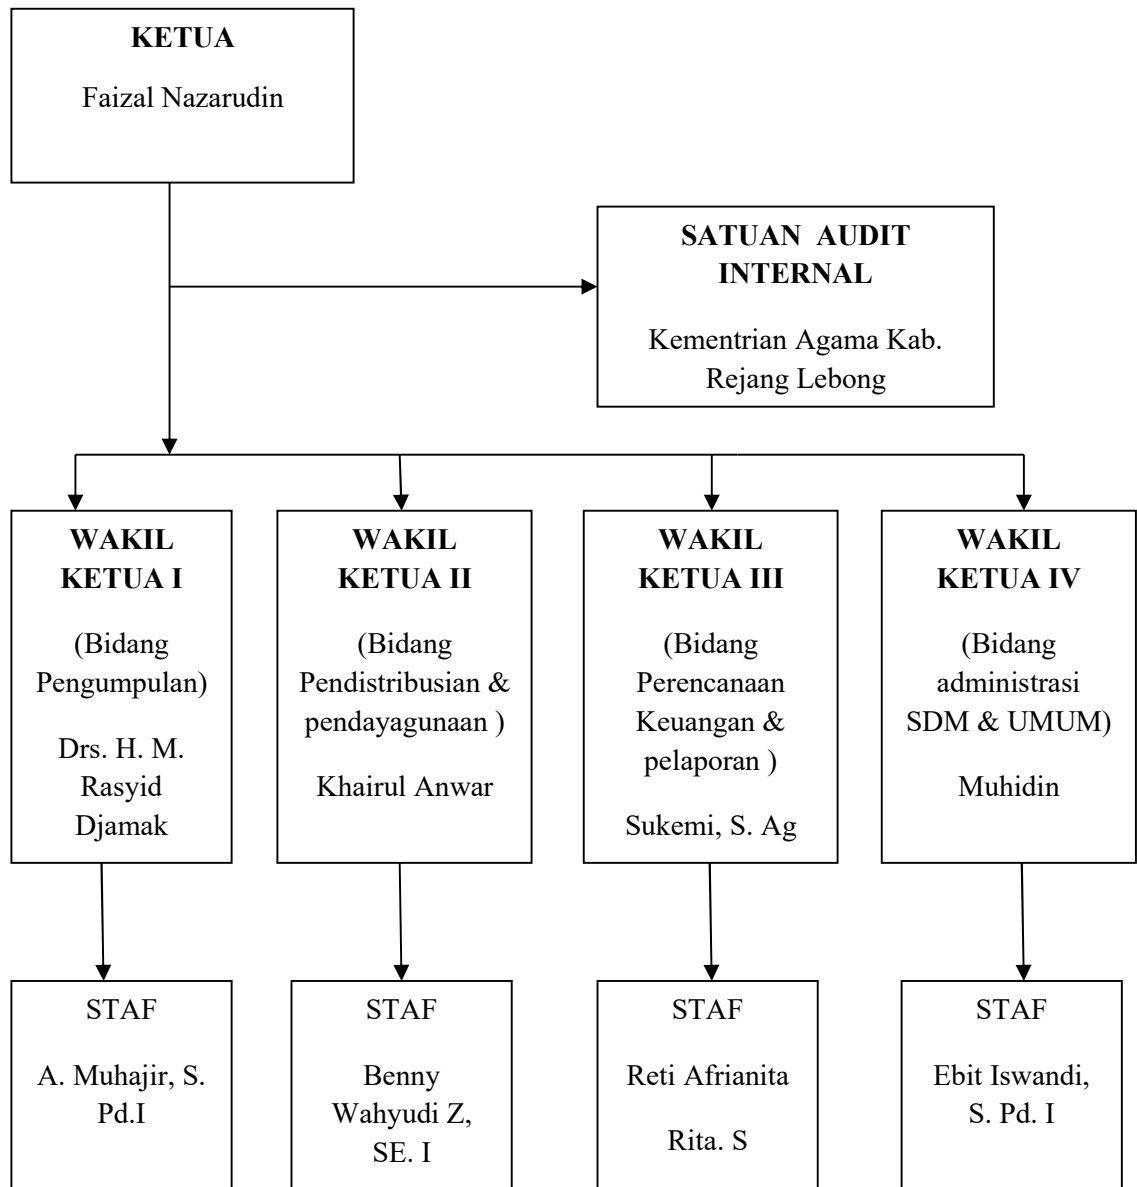 KETUA
Faizal Nazarudin
SATUAN AUDIT
INTERNAL
Kementrian Agama Kab.
Rejang Lebong
WAKIL
KETUA I
(Bidang
Pengumpulan)
Drs. H. M.
Rasyid
Djamak
WAKIL
KETUA II
(Bidang
Pendistribusian &
pendayagunaan )
Khairul Anwar
WAKIL
KETUA III
(Bidang
Perencanaan
Keuangan &
pelaporan )
Sukemi, S. Ag
WAKIL
KETUA IV
(Bidang
administrasi
SDM & UMUM)
Muhidin
STAF
A. Muhajir, S.
Pd.I
STAF
Benny
Wahyudi Z,
SE. I
STAF
Reti Afrianita
Rita. S
STAF
Ebit Iswandi,
S. Pd. I